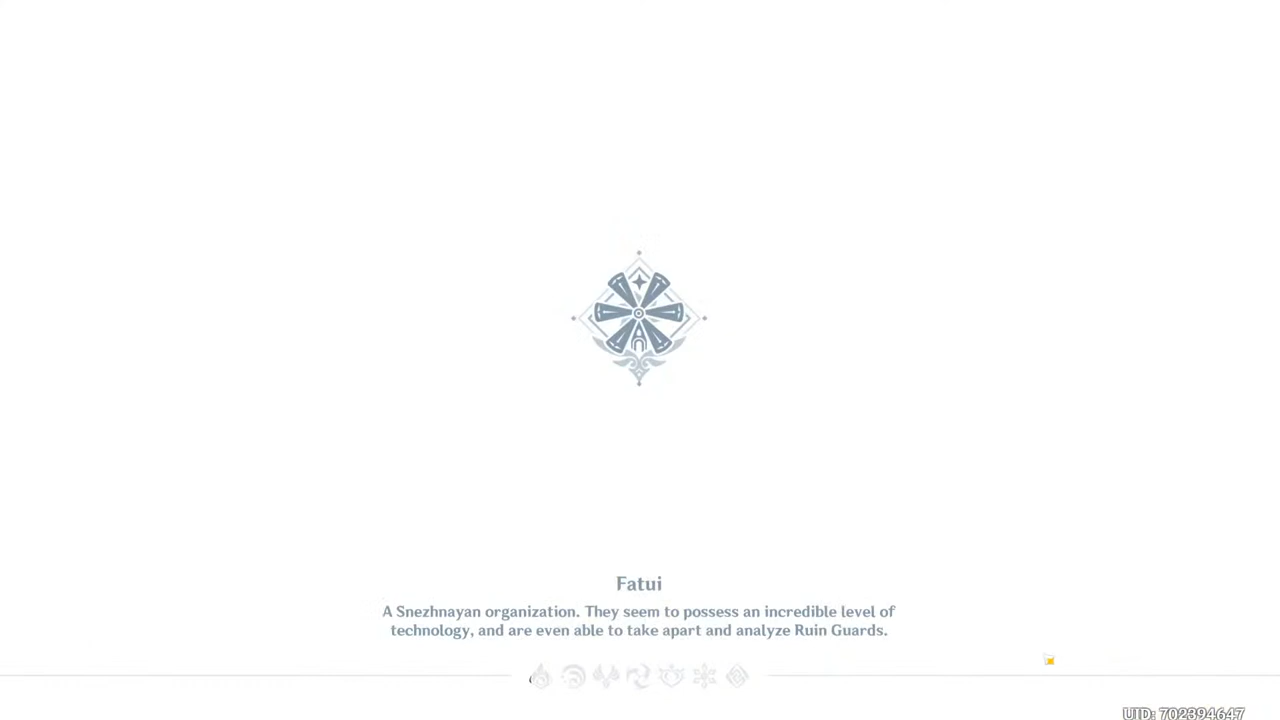 Fatui
A Snezhnayan organization. They seem to possess an incredible level of
technology, and are even able to take apart and analyze Ruin Guards.
UID: 702394647